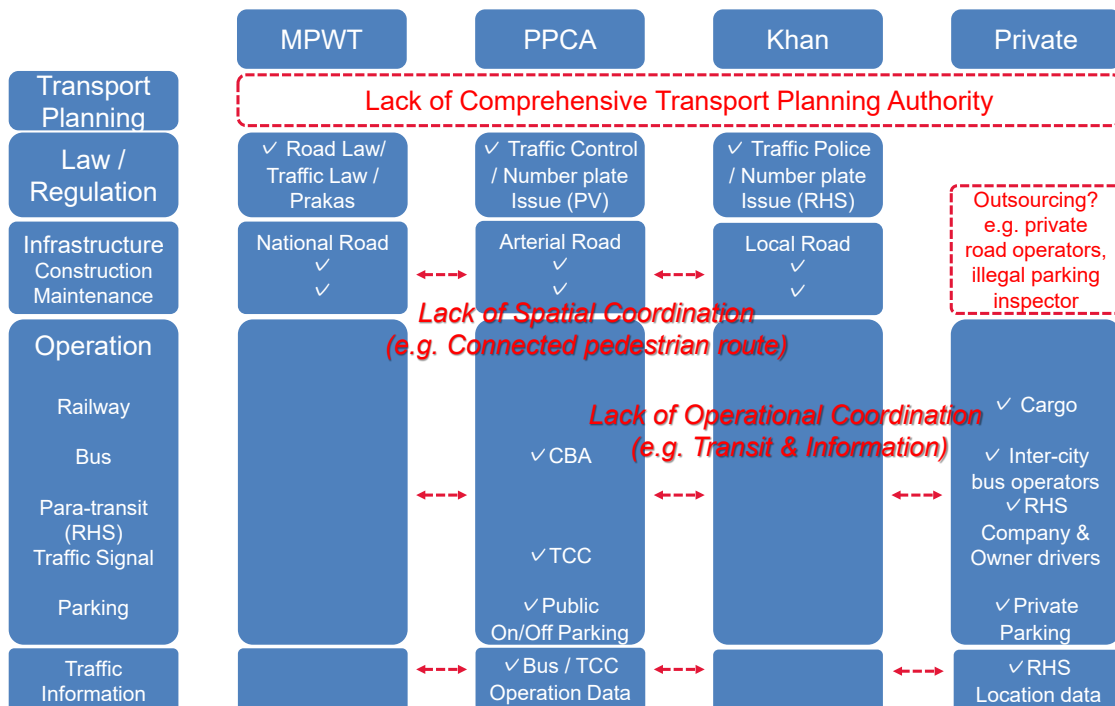 MPWT
PPCA
Khan
Private
Transport
Planning
Lack of Comprehensive Transport Planning Authority
Law /
Regulation
✓ Road Law/
Traffic Law /
Prakas
✓ Traffic Control
/ Number plate
Issue (PV)
✓ Traffic Police
/ Number plate
Issue (RHS)
Outsourcing?
e.g. private
road operators,
illegal parking
inspector
Infrastructure
Construction
Maintenance
National Road
✓
✓
Arterial Road
✓
✓
Local Road
✓
✓
Lack of Spatial Coordination
(e.g. Connected pedestrian route)
Operation
Railway
Bus
Para-transit
(RHS)
Traffic Signal
Parking
✓CBA
✓TCC
✓Public
On/Off Parking
Lack of Operational Coordination
(e.g. Transit & Information)
✓ Cargo
✓ Inter-city
bus operators
✓RHS
Company &
Owner drivers
✓Private
Parking
Traffic
Information
✓Bus / TCC
Operation Data
✓RHS
Location data